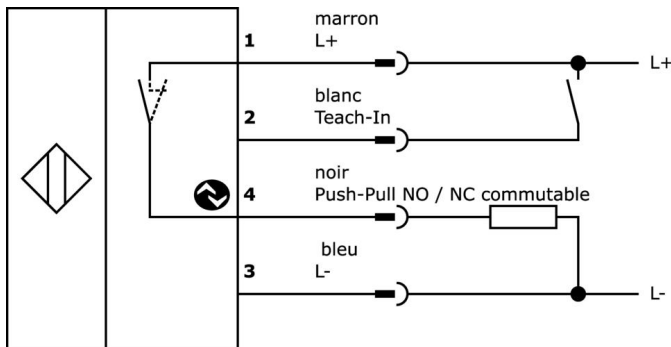 marron
1 L+ L+
blanc
2 Teach-In
noir
4 Push-Pull NO / NC commutable
bleu
3 L- L-